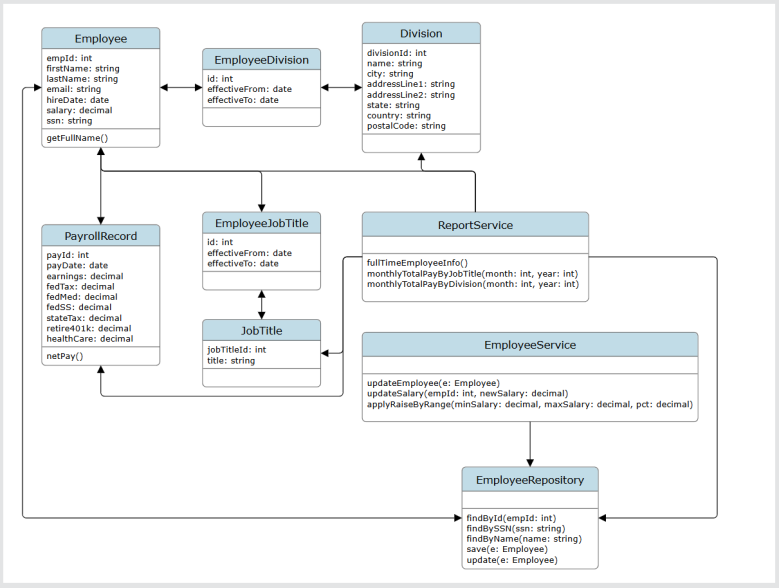 Employee
empId: int
firstName: string
lastName: string
email: string
hireDate: date
salary: decimal
ssn: string
getFullName()
EmployeeDivision
id: int
effectiveFrom: date
effectiveTo: date
Division
divisionId: int
name: string
city: string
addressLine1: string
addressLine2: string
state: string
country: string
postalCode: string
PayrollRecord
payId: int
payDate: date
earnings: decimal
fedTax: decimal
fedMed: decimal
fedSS: decimal
stateTax: decimal
retire401k: decimal
healthCare: decimal
netPay()
EmployeeJobTitle
id: int
effectiveFrom: date
effectiveTo: date
JobTitle
jobTitleId: int
title: string
ReportService
fullTimeEmployeeInfo()
monthlyTotalPayByJobTitle(month: int, year: int)
monthlyTotalPayByDivision(month: int, year: int)
EmployeeService
updateEmployee(e: Employee)
updateSalary(empId: int, newSalary: decimal)
applyRaiseByRange(minSalary: decimal, maxSalary: decimal, pct: decimal)
EmployeeRepository
findById(empId: int)
findBySSN(ssn: string)
findByName(name: string)
save(e: Employee)
update(e: Employee)